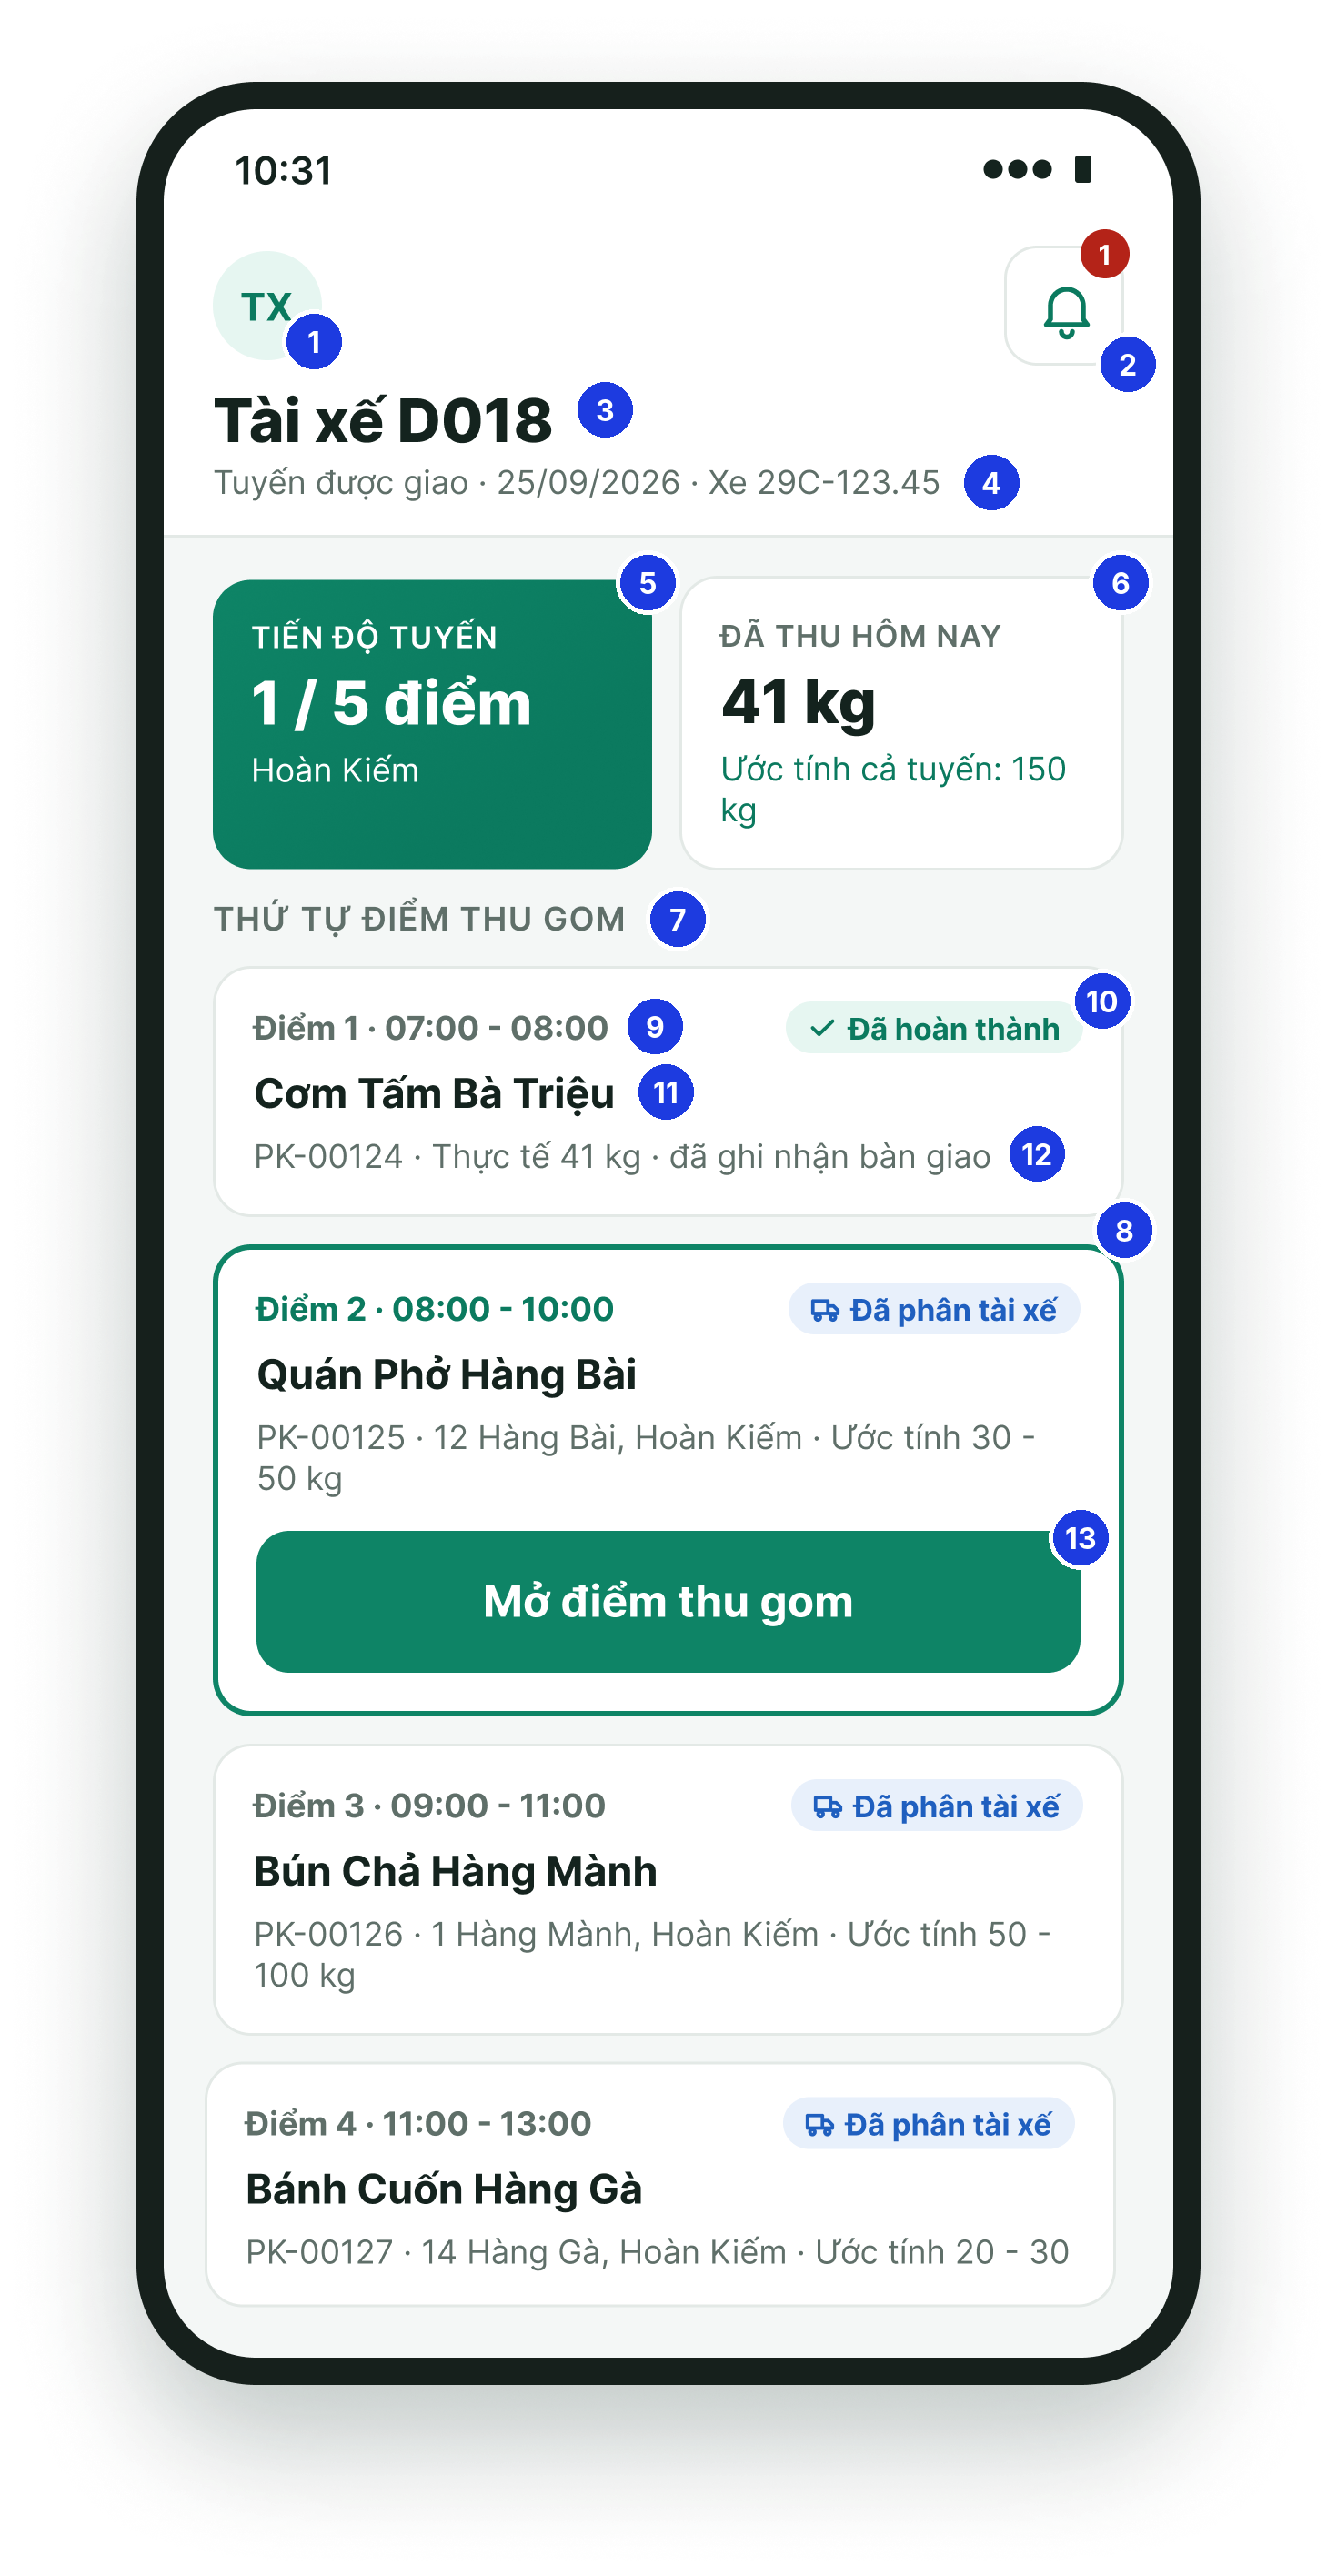 10:31
TX
1
1
2
Tài xế D018
3
Tuyến được giao · 25/09/2026 · Xe 29C-123.45
4
TIẾN ĐỘ TUYẾN
5
1 / 5 điểm
Hoàn Kiếm
ĐÃ THU HÔM NAY
6
41 kg
Ước tính cả tuyến: 150
kg
THỨ TỰ ĐIỂM THU GOM
7
Điểm 1 · 07:00 - 08:00
9
Đã hoàn thành
10
Cơm Tấm Bà Triệu
11
PK-00124 · Thực tế 41 kg · đã ghi nhận bàn giao
12
8
Điểm 2 · 08:00 - 10:00
Đã phân tài xế
Quán Phở Hàng Bài
PK-00125 · 12 Hàng Bài, Hoàn Kiếm · Ước tính 30 -
50 kg
13
Mở điểm thu gom
Điểm 3 · 09:00 - 11:00
Đã phân tài xế
Bún Chả Hàng Mành
PK-00126 · 1 Hàng Mành, Hoàn Kiếm · Ước tính 50 -
100 kg
Điểm 4 · 11:00 - 13:00
Đã phân tài xế
Bánh Cuốn Hàng Gà
PK-00127 · 14 Hàng Gà, Hoàn Kiếm · Ước tính 20 - 30